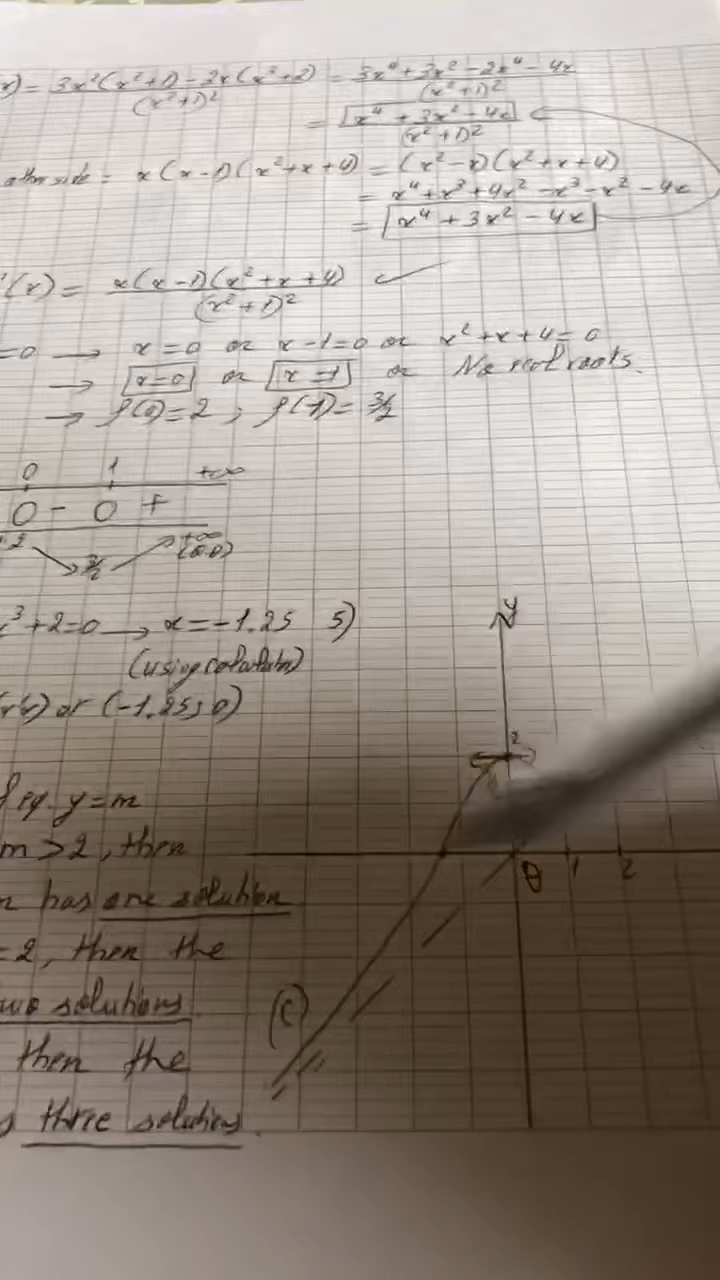 x) = 3x²(x²+1) - 2x(x³+2) / (x²+1)² = 3x⁴ + 3x² - 2x⁴ - 4x / (x²+1)²
= x⁴ + 3x² - 4x / (x²+1)²
other side = x(x-1)(x²+x+4) = (x²-x)(x²+x+4)
= x⁴+x³+4x²-x³-x²-4x
= x⁴ + 3x² - 4x
'(x) = x(x-1)(x²+x+4) / (x²+1)² ✓
=0 → x=0 or x-1=0 or x²+x+4=0
→ x=0 or x=1 or No real roots.
→ f(0)=2 ; f(1)=3/2
0 1 +∞
0 - 0 +
2 ↘ 3/2 ↗ +∞
x³+2=0 → x=-1.25 5)
(using calculator)
or (-1.25; 0)
eq. y=m
m>2, then
has one solution
=2, then the
two solutions.
then the
three solutions.
y
2
0 1 2
(C)